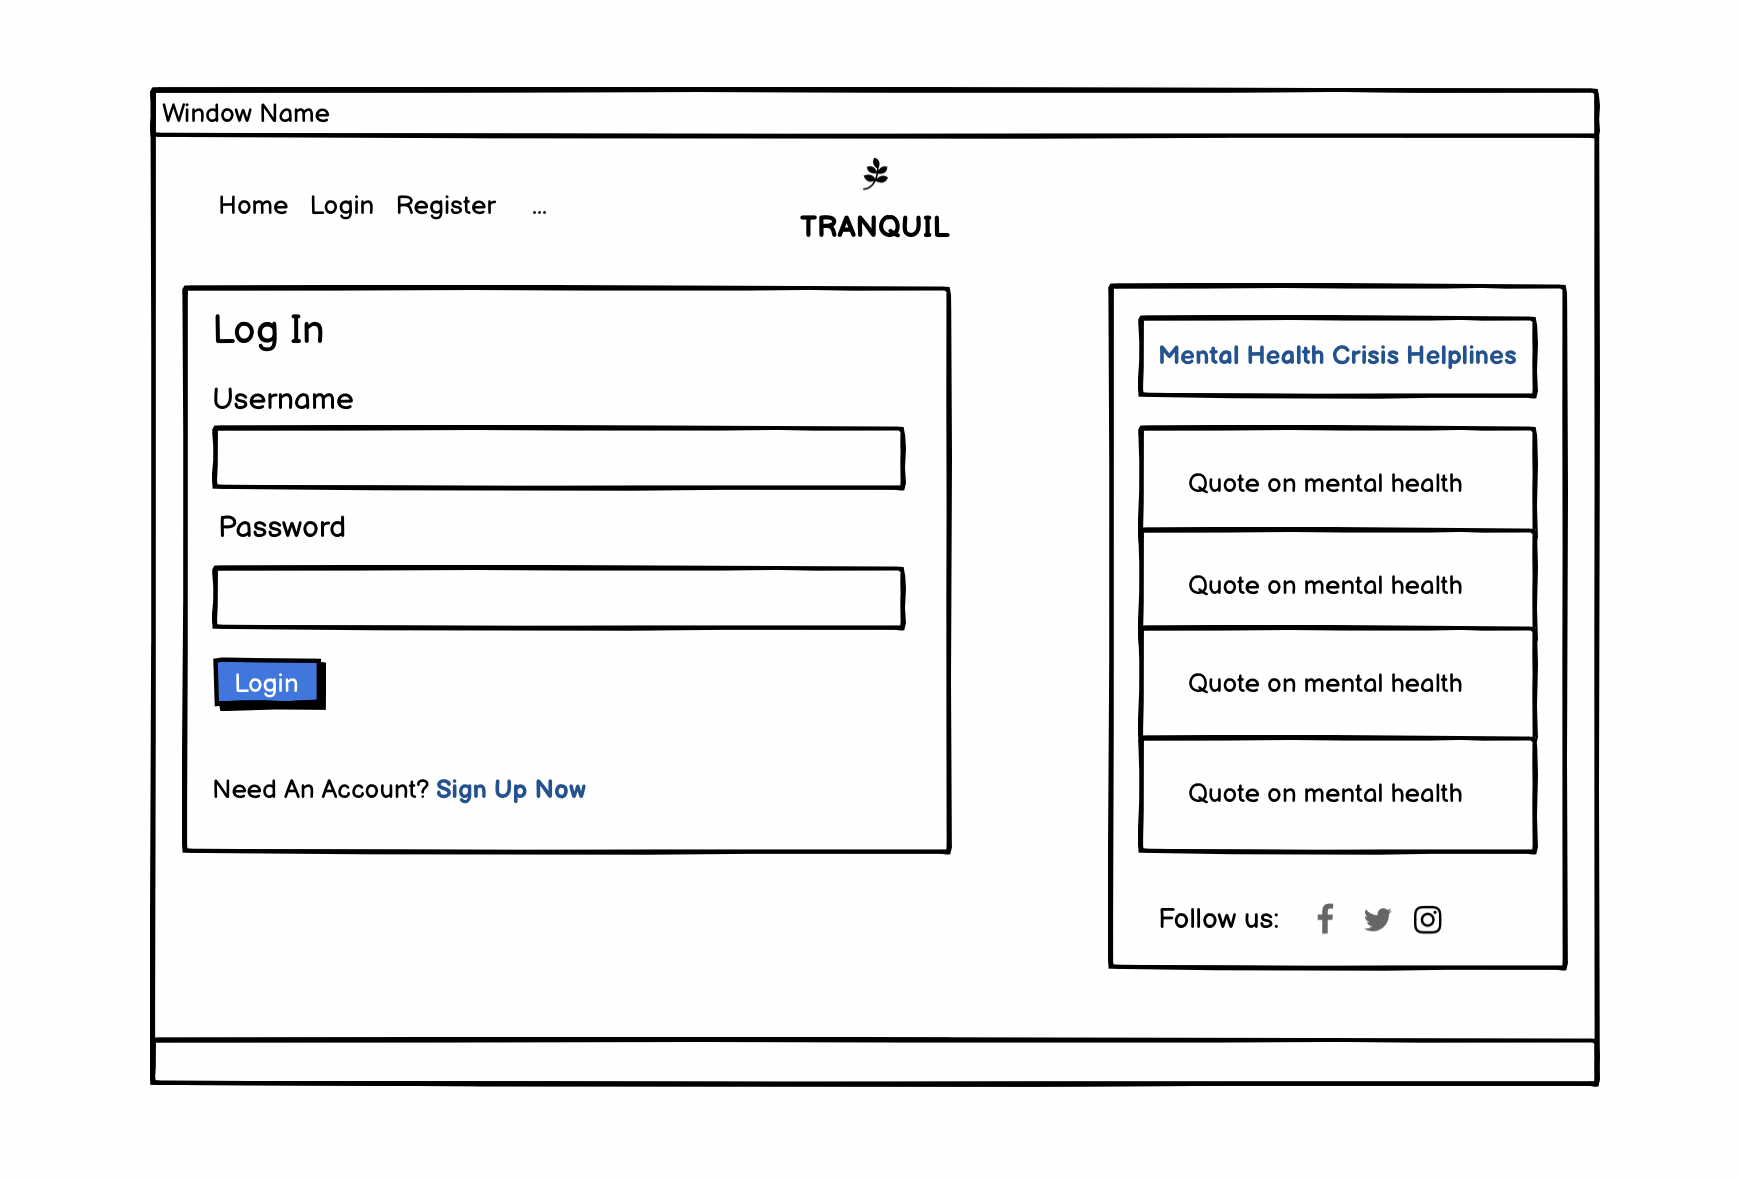 Window Name
Home Login Register ...
TRANQUIL
Log In
Username
Password
Login
Need An Account? Sign Up Now
Mental Health Crisis Helplines
Quote on mental health
Quote on mental health
Quote on mental health
Quote on mental health
Follow us: